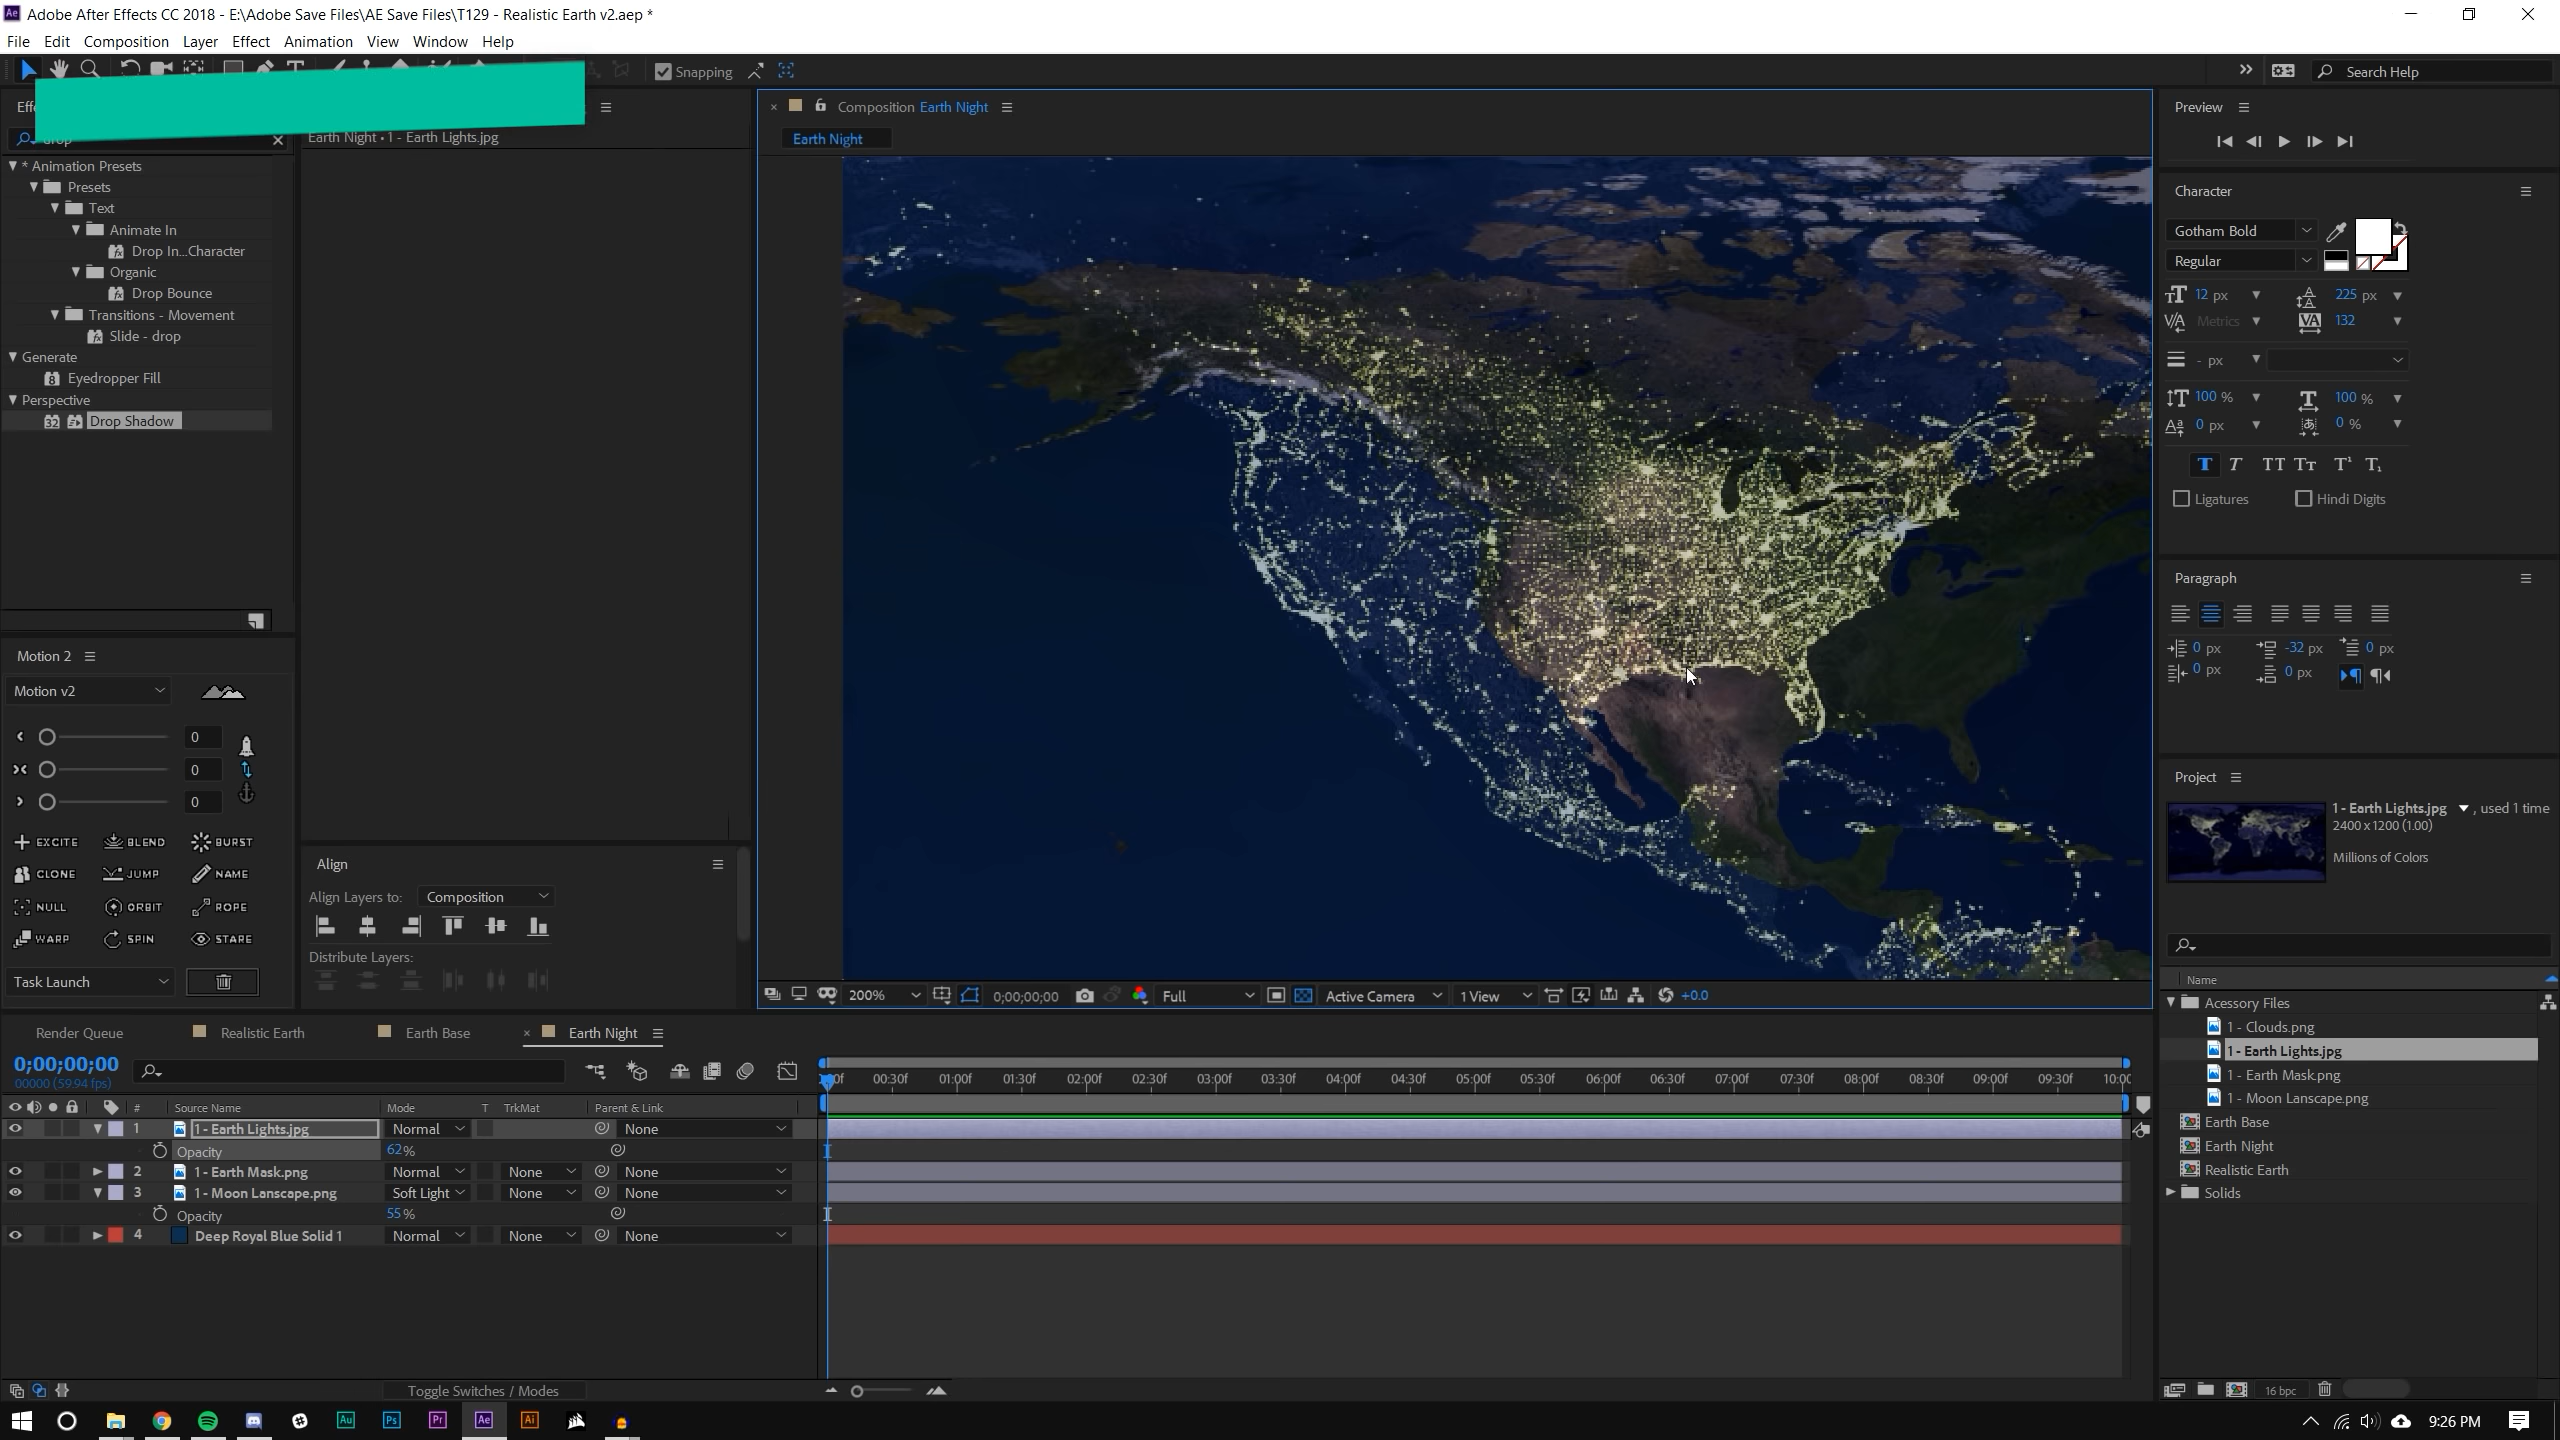 Adobe After Effects CC 2018 - E:\Adobe Save Files\AE Save Files\T129 - Realistic Earth v2.aep *
File Edit Composition Layer Effect Animation View Window Help
Snapping
Search Help
Earth Night • 1 - Earth Lights.jpg
* Animation Presets
Presets
Text
Animate In
Drop In...Character
Organic
Drop Bounce
Transitions - Movement
Slide - drop
Generate
Eyedropper Fill
Perspective
Drop Shadow
Motion 2
Motion v2
0
0
0
EXCITE BLEND BURST
CLONE JUMP NAME
NULL ORBIT ROPE
WARP SPIN STARE
Task Launch
Align
Align Layers to: Composition
Distribute Layers:
Composition Earth Night
Earth Night
200% 0;00;00;00 Full Active Camera 1 View +0.0
Preview
Character
Gotham Bold
Regular
12 px 225 px
Metrics 132
- px
100 % 100 %
0 px 0 %
Ligatures Hindi Digits
Paragraph
0 px -32 px 0 px
0 px 0 px
Project
1 - Earth Lights.jpg , used 1 time
2400 x 1200 (1.00)
Millions of Colors
Name
Acessory Files
1 - Clouds.png
1 - Earth Lights.jpg
1 - Earth Mask.png
1 - Moon Lanscape.png
Earth Base
Earth Night
Realistic Earth
Solids
16 bpc
Render Queue Realistic Earth Earth Base Earth Night
0;00;00;00
00000 (59.94 fps)
00:30f 01:00f 01:30f 02:00f 02:30f 03:00f 03:30f 04:00f 04:30f 05:00f 05:30f 06:00f 06:30f 07:00f 07:30f 08:00f 08:30f 09:00f 09:30f
# Source Name Mode T TrkMat Parent & Link
1 1 - Earth Lights.jpg Normal None
Opacity 62%
2 1 - Earth Mask.png Normal None None
3 1 - Moon Lanscape.png Soft Light None None
Opacity 55%
4 Deep Royal Blue Solid 1 Normal None None
Toggle Switches / Modes
Au Ps Pr Ae Ai
9:26 PM